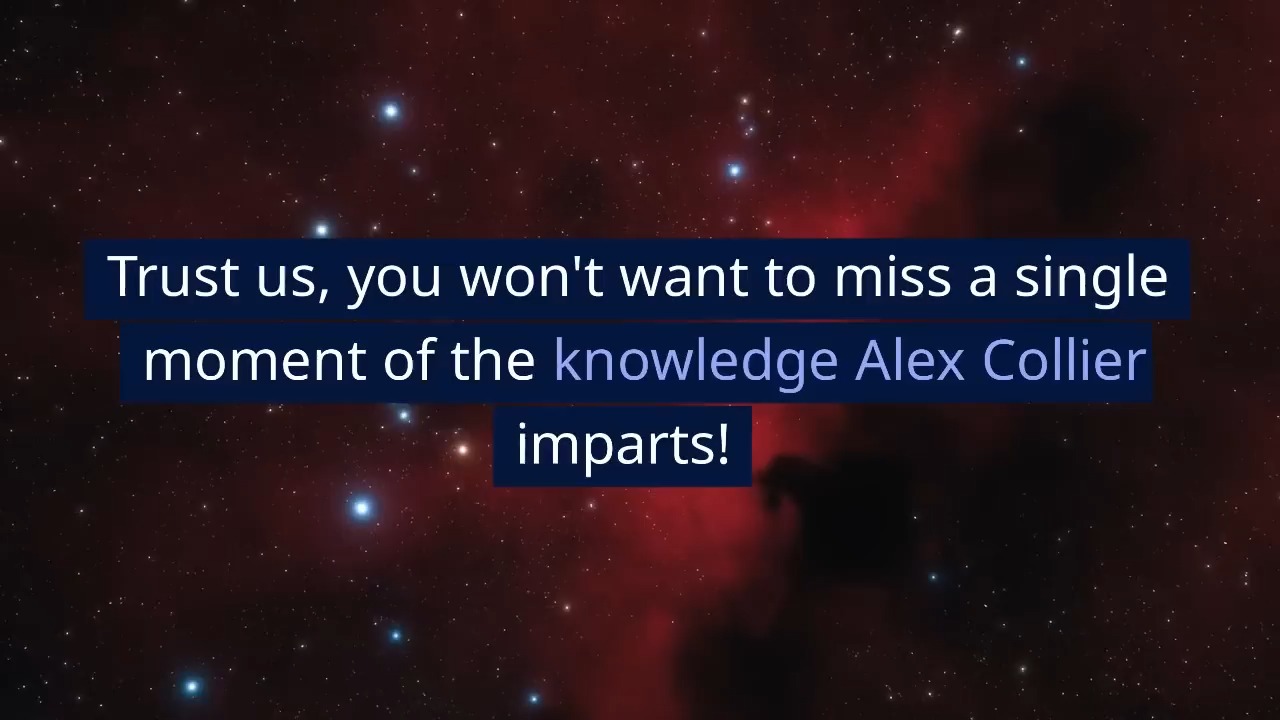 Trust us, you won't want to miss a single
moment of the knowledge Alex Collier
imparts!